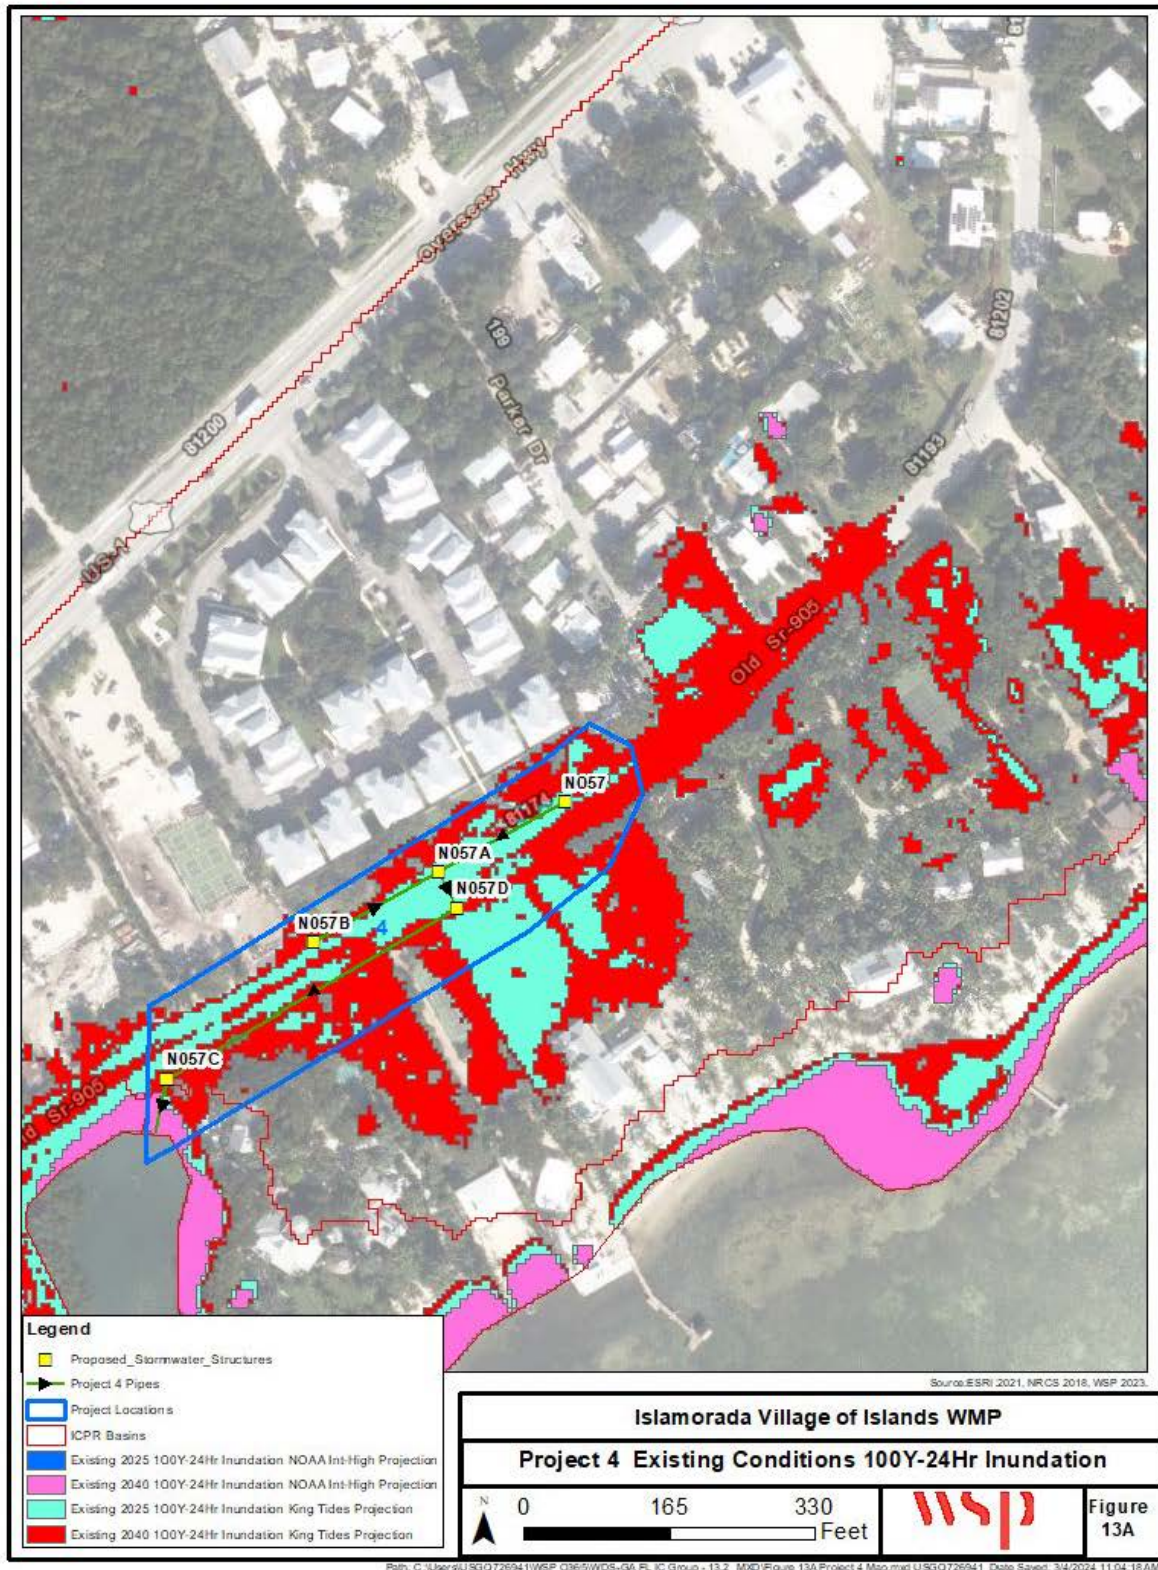 81202
Overseas Hwy
199
Parker Dr
81200
81193
US-1
Old Sr-905
N057
81174
N057A
N057D
N057B
4
N057C
Sr-905
Legend
Proposed_Stormwater_Structures
Project 4 Pipes
Project Locations
ICPR Basins
Existing 2025 100Y-24Hr Inundation NOAA Int-High Projection
Existing 2040 100Y-24Hr Inundation NOAA Int-High Projection
Existing 2025 100Y-24Hr Inundation King Tides Projection
Existing 2040 100Y-24Hr Inundation King Tides Projection
Source:ESRI 2021, NRCS 2018, WSP 2023.
Islamorada Village of Islands WMP
Project 4 Existing Conditions 100Y-24Hr Inundation
N
0 165 330
Feet
WSP
Figure
13A